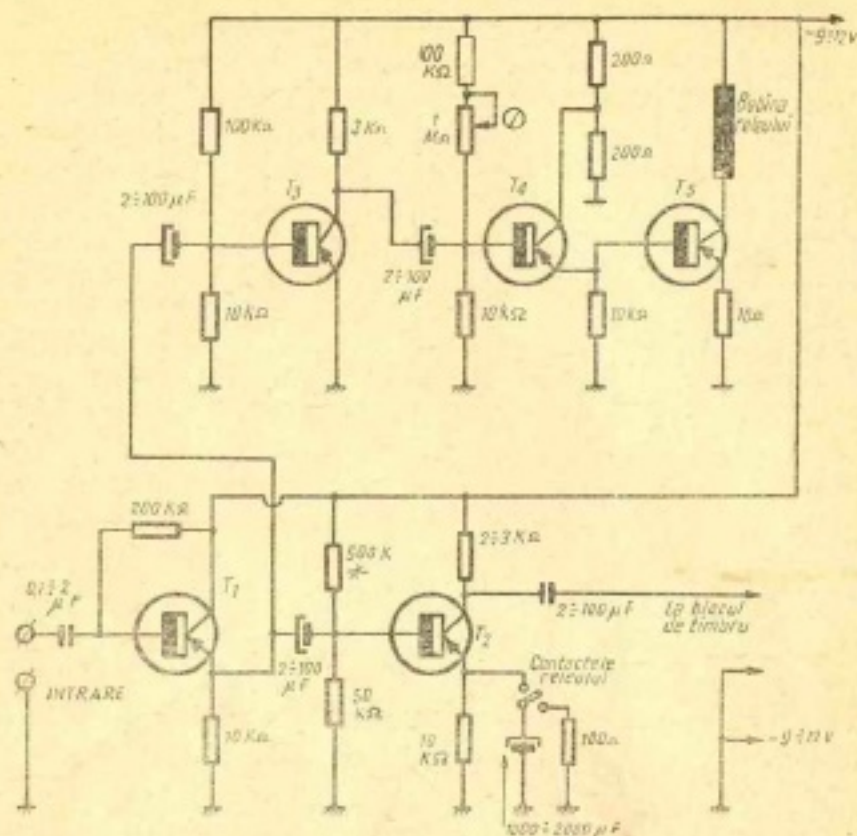 -9÷12V
100
KΩ
200Ω
Bobina
releului
100KΩ
3KΩ
1
MΩ
200Ω
2÷100µF
T3
T4
T5
2÷100
µF
10KΩ
10KΩ
10KΩ
10Ω
200KΩ
500K
*
2÷3KΩ
0,1÷2
µF
T1
2÷100µF
La blocul
de timbru
T2
2÷100
µF
Contactele
releului
INTRARE
50
KΩ
10KΩ
10
KΩ
100Ω
-9÷12V
1000÷2000µF